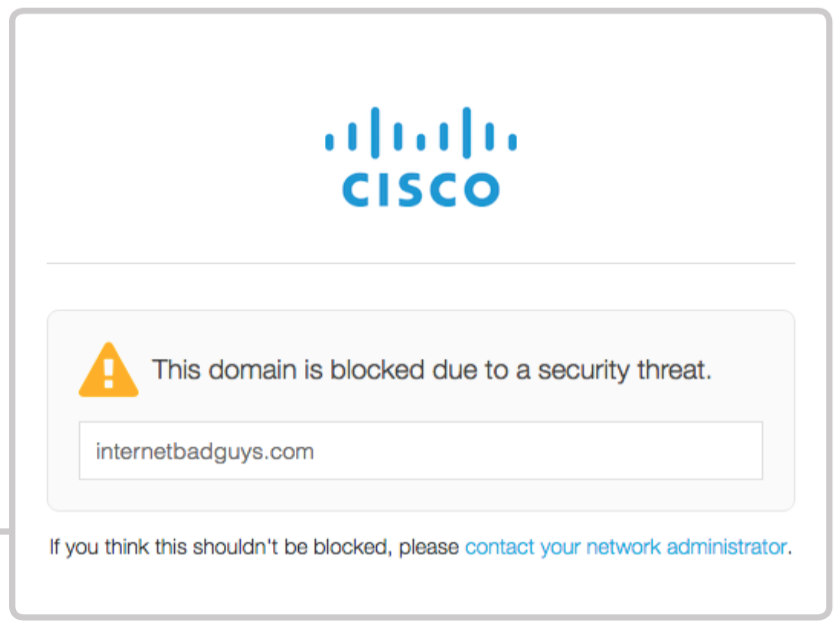 CISCO
This domain is blocked due to a security threat.
internetbadguys.com
If you think this shouldn't be blocked, please contact your network administrator.